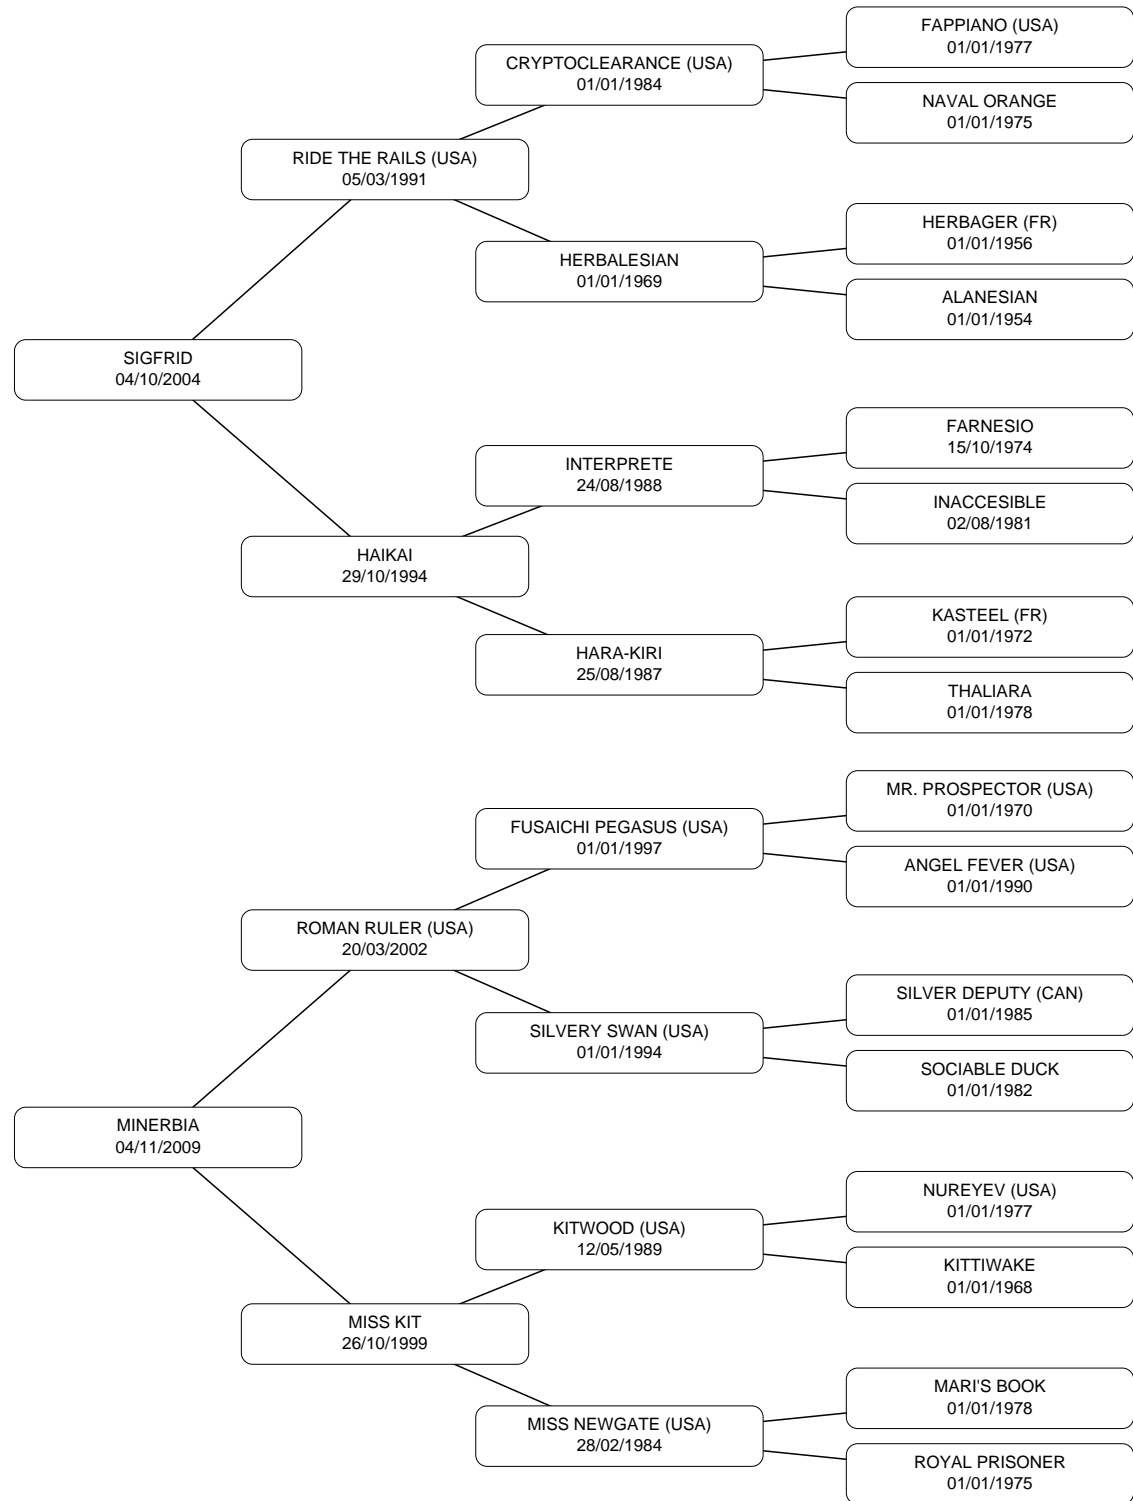 FAPPIANO (USA)
01/01/1977
CRYPTOCLEARANCE (USA)
01/01/1984
NAVAL ORANGE
01/01/1975
RIDE THE RAILS (USA)
05/03/1991
HERBAGER (FR)
01/01/1956
HERBALESIAN
01/01/1969
ALANESIAN
01/01/1954
SIGFRID
04/10/2004
FARNESIO
15/10/1974
INTERPRETE
24/08/1988
INACCESIBLE
02/08/1981
HAIKAI
29/10/1994
KASTEEL (FR)
01/01/1972
HARA-KIRI
25/08/1987
THALIARA
01/01/1978
MR. PROSPECTOR (USA)
01/01/1970
FUSAICHI PEGASUS (USA)
01/01/1997
ANGEL FEVER (USA)
01/01/1990
ROMAN RULER (USA)
20/03/2002
SILVER DEPUTY (CAN)
01/01/1985
SILVERY SWAN (USA)
01/01/1994
SOCIABLE DUCK
01/01/1982
MINERBIA
04/11/2009
NUREYEV (USA)
01/01/1977
KITWOOD (USA)
12/05/1989
KITTIWAKE
01/01/1968
MISS KIT
26/10/1999
MARI'S BOOK
01/01/1978
MISS NEWGATE (USA)
28/02/1984
ROYAL PRISONER
01/01/1975